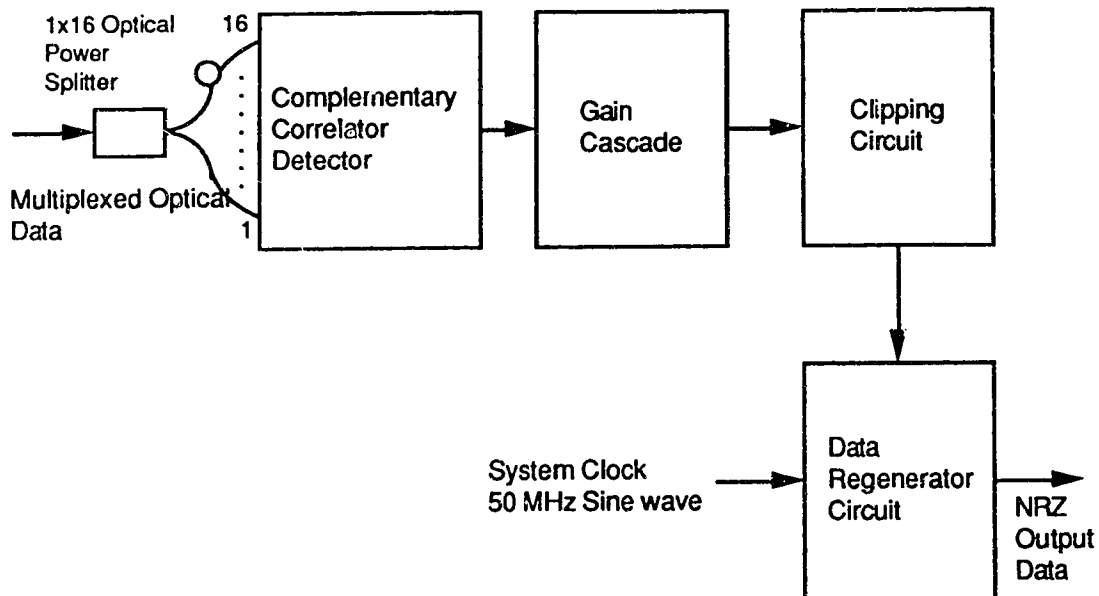 1x16 Optical
Power
Splitter
16
1
Multiplexed Optical
Data
Complementary
Correlator
Detector
Gain
Cascade
Clipping
Circuit
System Clock
50 MHz Sine wave
Data
Regenerator
Circuit
NRZ
Output
Data